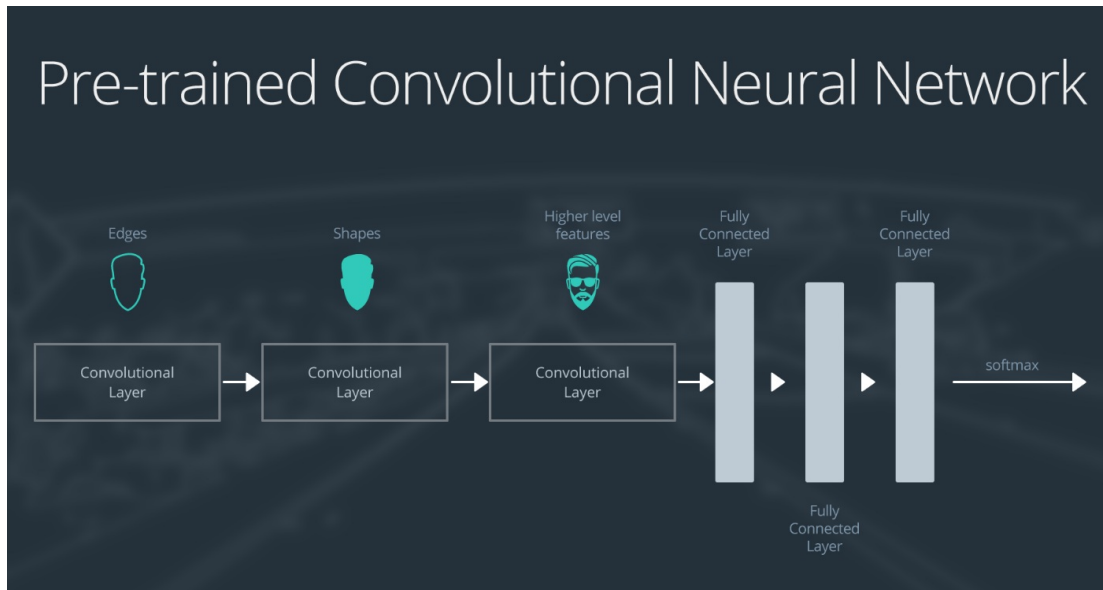 Pre-trained Convolutional Neural Network
Edges
Shapes
Higher level
features
Fully
Connected
Layer
Fully
Connected
Layer
Convolutional
Layer
Convolutional
Layer
Convolutional
Layer
softmax
Fully
Connected
Layer